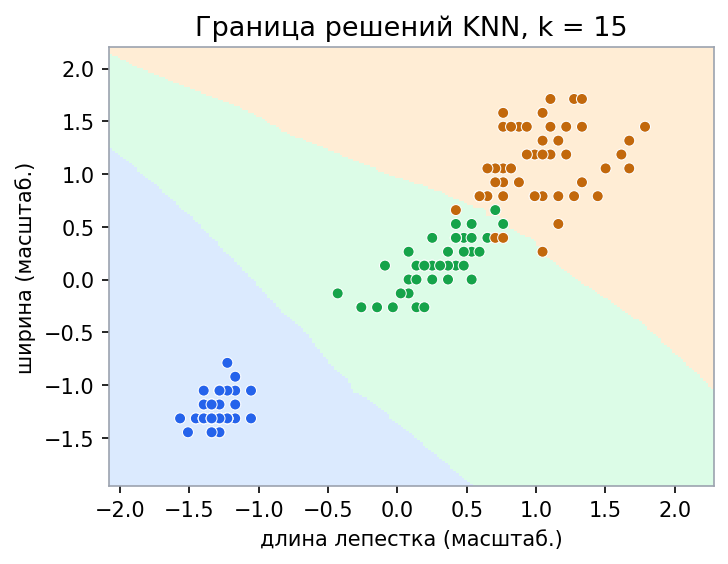 Граница решений KNN, k = 15
ширина (масштаб.)
2.0
1.5
1.0
0.5
0.0
−0.5
−1.0
−1.5
−2.0 −1.5 −1.0 −0.5 0.0 0.5 1.0 1.5 2.0
длина лепестка (масштаб.)